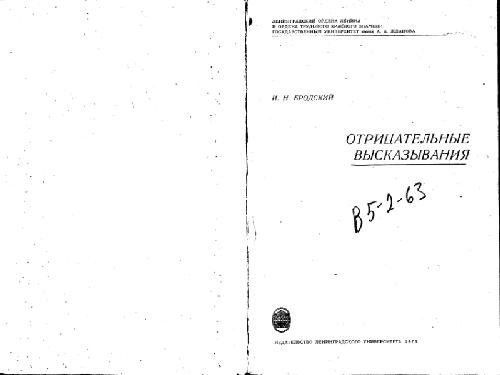 ЛЕНИНГРАДСКИЙ ОРДЕНА ЛЕНИНА
И ОРДЕНА ТРУДОВОГО КРАСНОГО ЗНАМЕНИ
ГОСУДАРСТВЕННЫЙ УНИВЕРСИТЕТ имени А. А. ЖДАНОВА
И. Н. БРОДСКИЙ
ОТРИЦАТЕЛЬНЫЕ
ВЫСКАЗЫВАНИЯ
В5-2-63
ИЗДАТЕЛЬСТВО ЛЕНИНГРАДСКОГО УНИВЕРСИТЕТА